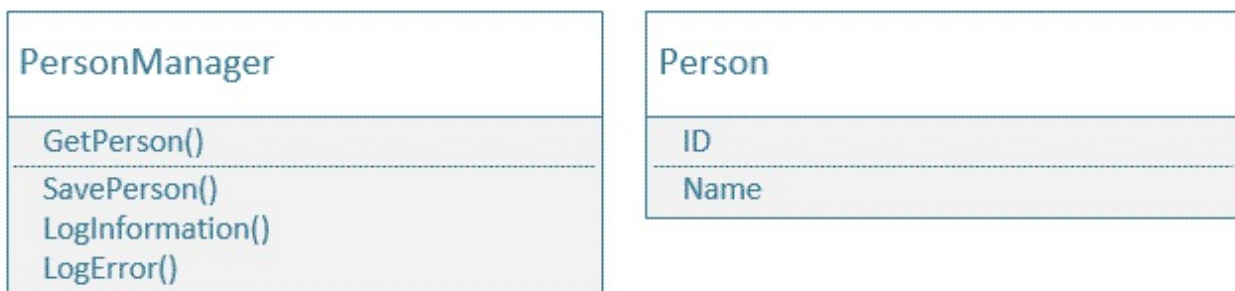 PersonManager
GetPerson()
SavePerson()
LogInformation()
LogError()
Person
ID
Name